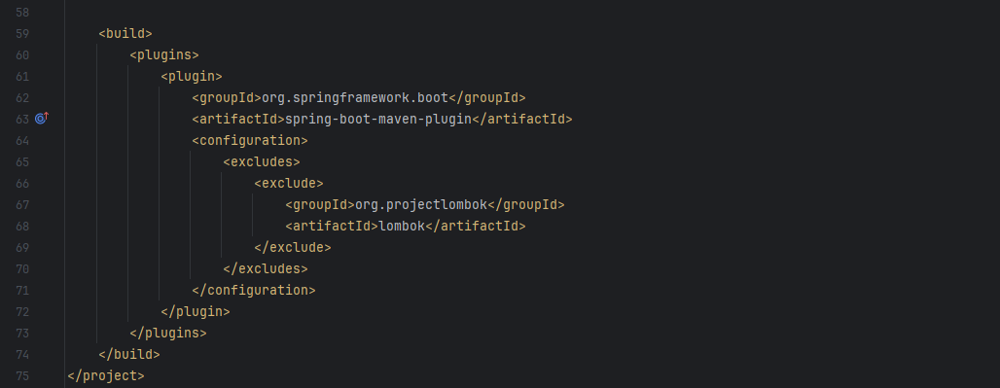 58
59     <build>
60         <plugins>
61             <plugin>
62                 <groupId>org.springframework.boot</groupId>
63                 <artifactId>spring-boot-maven-plugin</artifactId>
64                 <configuration>
65                     <excludes>
66                         <exclude>
67                             <groupId>org.projectlombok</groupId>
68                             <artifactId>lombok</artifactId>
69                         </exclude>
70                     </excludes>
71                 </configuration>
72             </plugin>
73         </plugins>
74     </build>
75 </project>